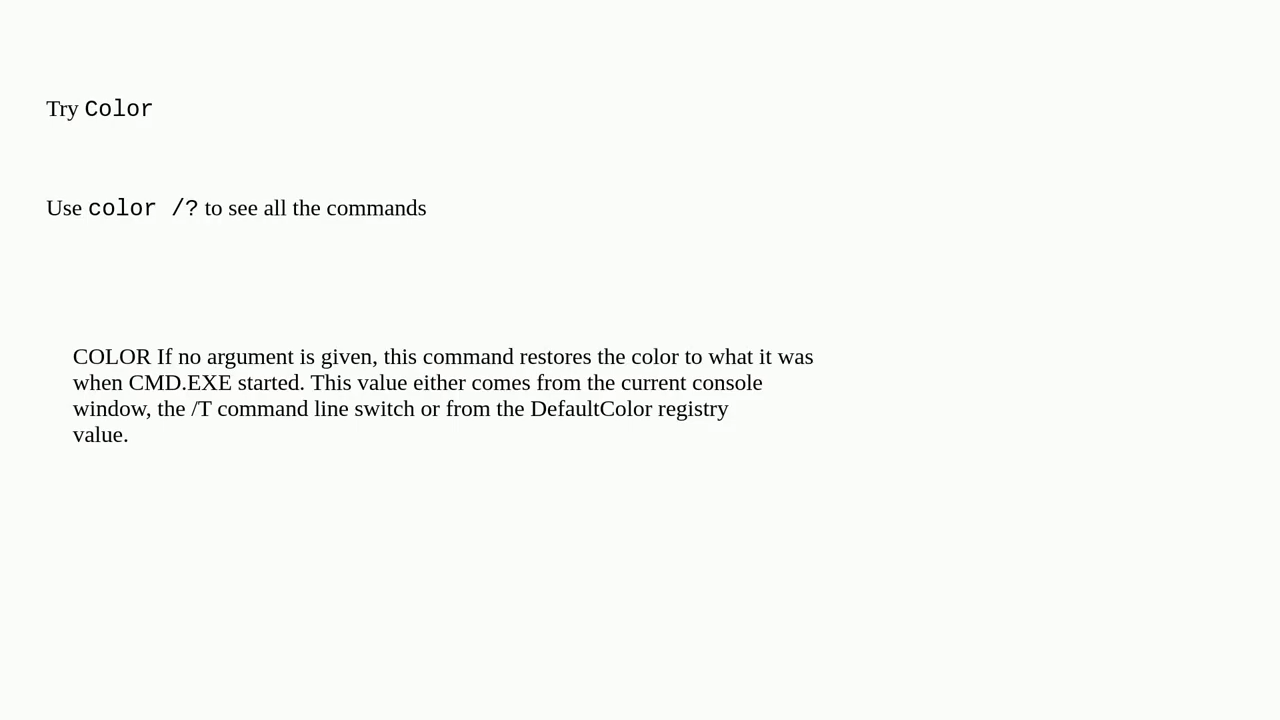 Try Color
Use color /? to see all the commands
COLOR If no argument is given, this command restores the color to what it was
when CMD.EXE started. This value either comes from the current console
window, the /T command line switch or from the DefaultColor registry
value.